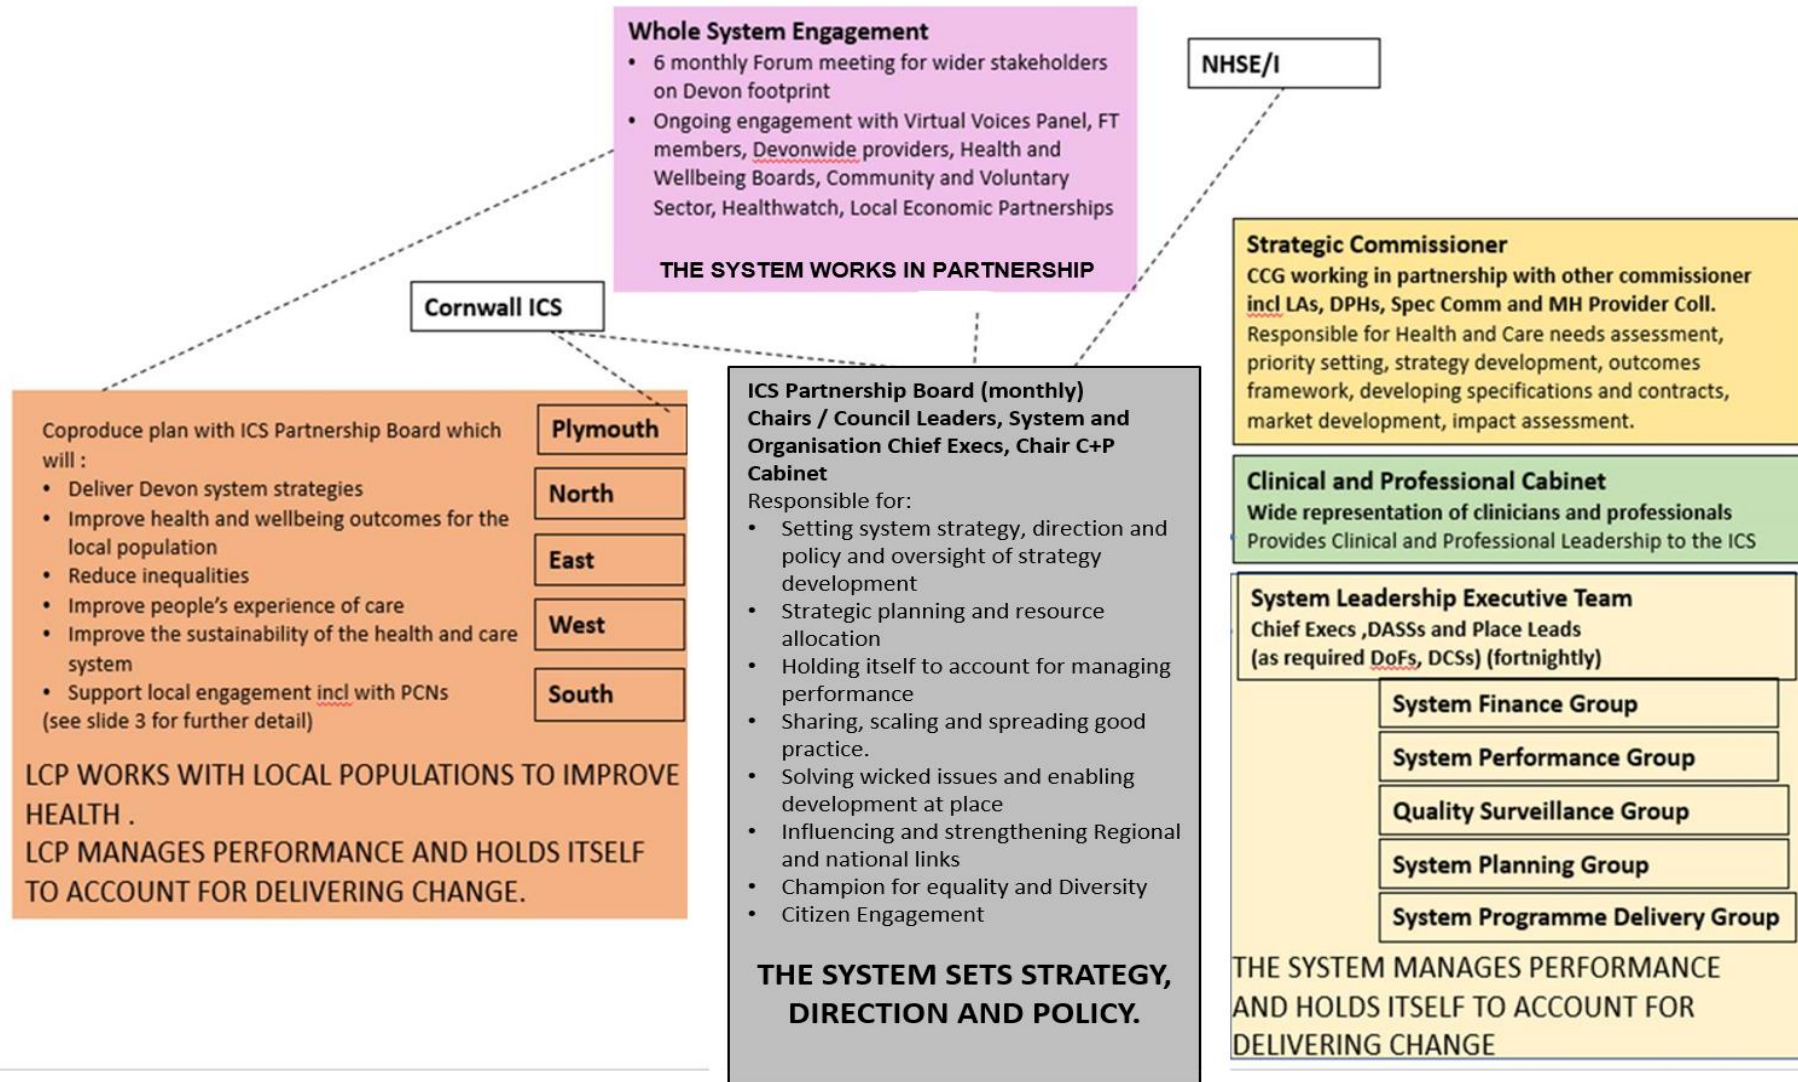 Whole System Engagement
• 6 monthly Forum meeting for wider stakeholders
on Devon footprint
• Ongoing engagement with Virtual Voices Panel, FT
members, Devonwide providers, Health and
Wellbeing Boards, Community and Voluntary
Sector, Healthwatch, Local Economic Partnerships
THE SYSTEM WORKS IN PARTNERSHIP
NHSE/I
Cornwall ICS
Coproduce plan with ICS Partnership Board which
will :
• Deliver Devon system strategies
• Improve health and wellbeing outcomes for the
local population
• Reduce inequalities
• Improve people’s experience of care
• Improve the sustainability of the health and care
system
• Support local engagement incl with PCNs
(see slide 3 for further detail)
Plymouth
North
East
West
South
LCP WORKS WITH LOCAL POPULATIONS TO IMPROVE
HEALTH .
LCP MANAGES PERFORMANCE AND HOLDS ITSELF
TO ACCOUNT FOR DELIVERING CHANGE.
ICS Partnership Board (monthly)
Chairs / Council Leaders, System and
Organisation Chief Execs, Chair C+P
Cabinet
Responsible for:
• Setting system strategy, direction and
policy and oversight of strategy
development
• Strategic planning and resource
allocation
• Holding itself to account for managing
performance
• Sharing, scaling and spreading good
practice.
• Solving wicked issues and enabling
development at place
• Influencing and strengthening Regional
and national links
• Champion for equality and Diversity
• Citizen Engagement
THE SYSTEM SETS STRATEGY,
DIRECTION AND POLICY.
Strategic Commissioner
CCG working in partnership with other commissioner
incl LAs, DPHs, Spec Comm and MH Provider Coll.
Responsible for Health and Care needs assessment,
priority setting, strategy development, outcomes
framework, developing specifications and contracts,
market development, impact assessment.
Clinical and Professional Cabinet
Wide representation of clinicians and professionals
Provides Clinical and Professional Leadership to the ICS
System Leadership Executive Team
Chief Execs ,DASSs and Place Leads
(as required DoFs, DCSs) (fortnightly)
System Finance Group
System Performance Group
Quality Surveillance Group
System Planning Group
System Programme Delivery Group
THE SYSTEM MANAGES PERFORMANCE
AND HOLDS ITSELF TO ACCOUNT FOR
DELIVERING CHANGE